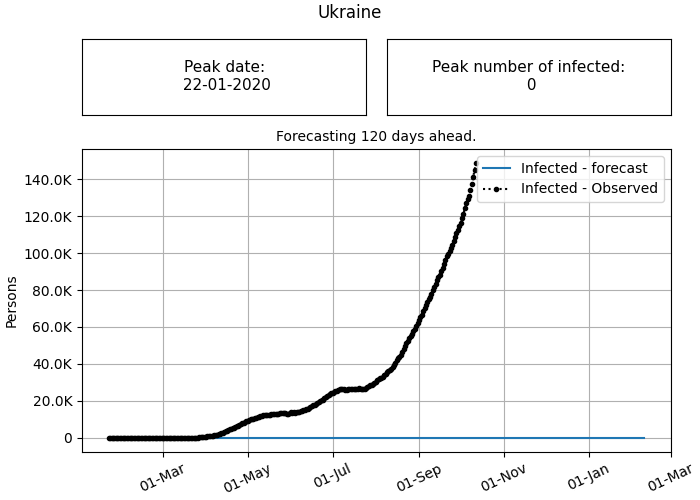 Ukraine
Peak date:
22-01-2020
Peak number of infected:
0
Forecasting 120 days ahead.
Infected - forecast
Infected - Observed
140.0K
120.0K
100.0K
80.0K
60.0K
40.0K
20.0K
0
Persons
01-Mar
01-May
01-Jul
01-Sep
01-Nov
01-Jan
01-Mar